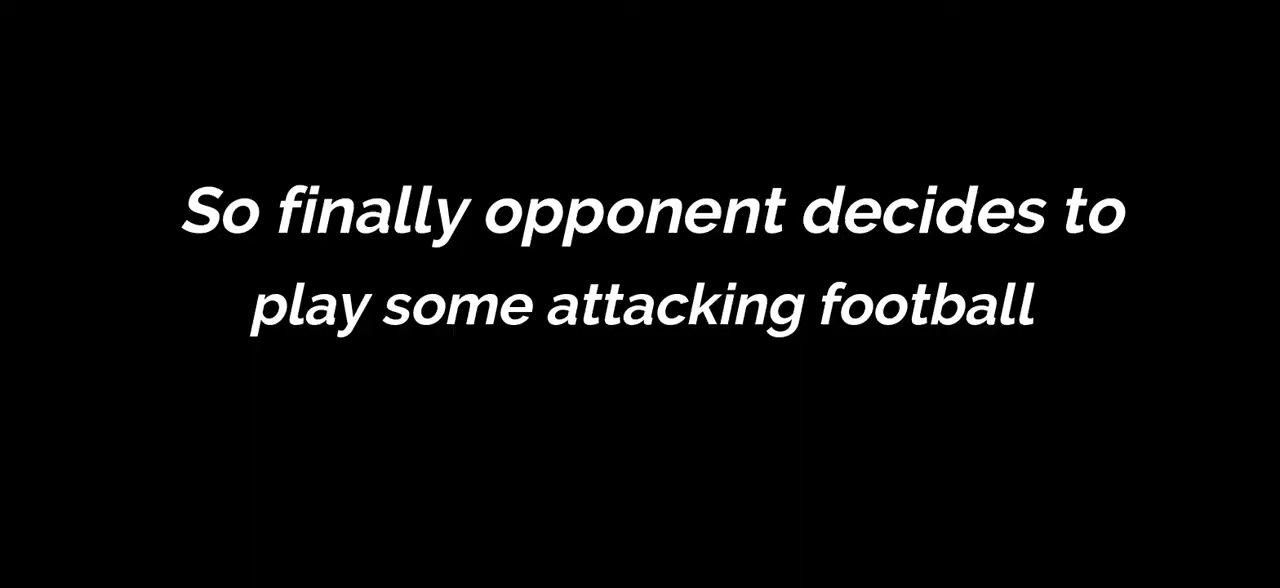 So finally opponent decides to
play some attacking football